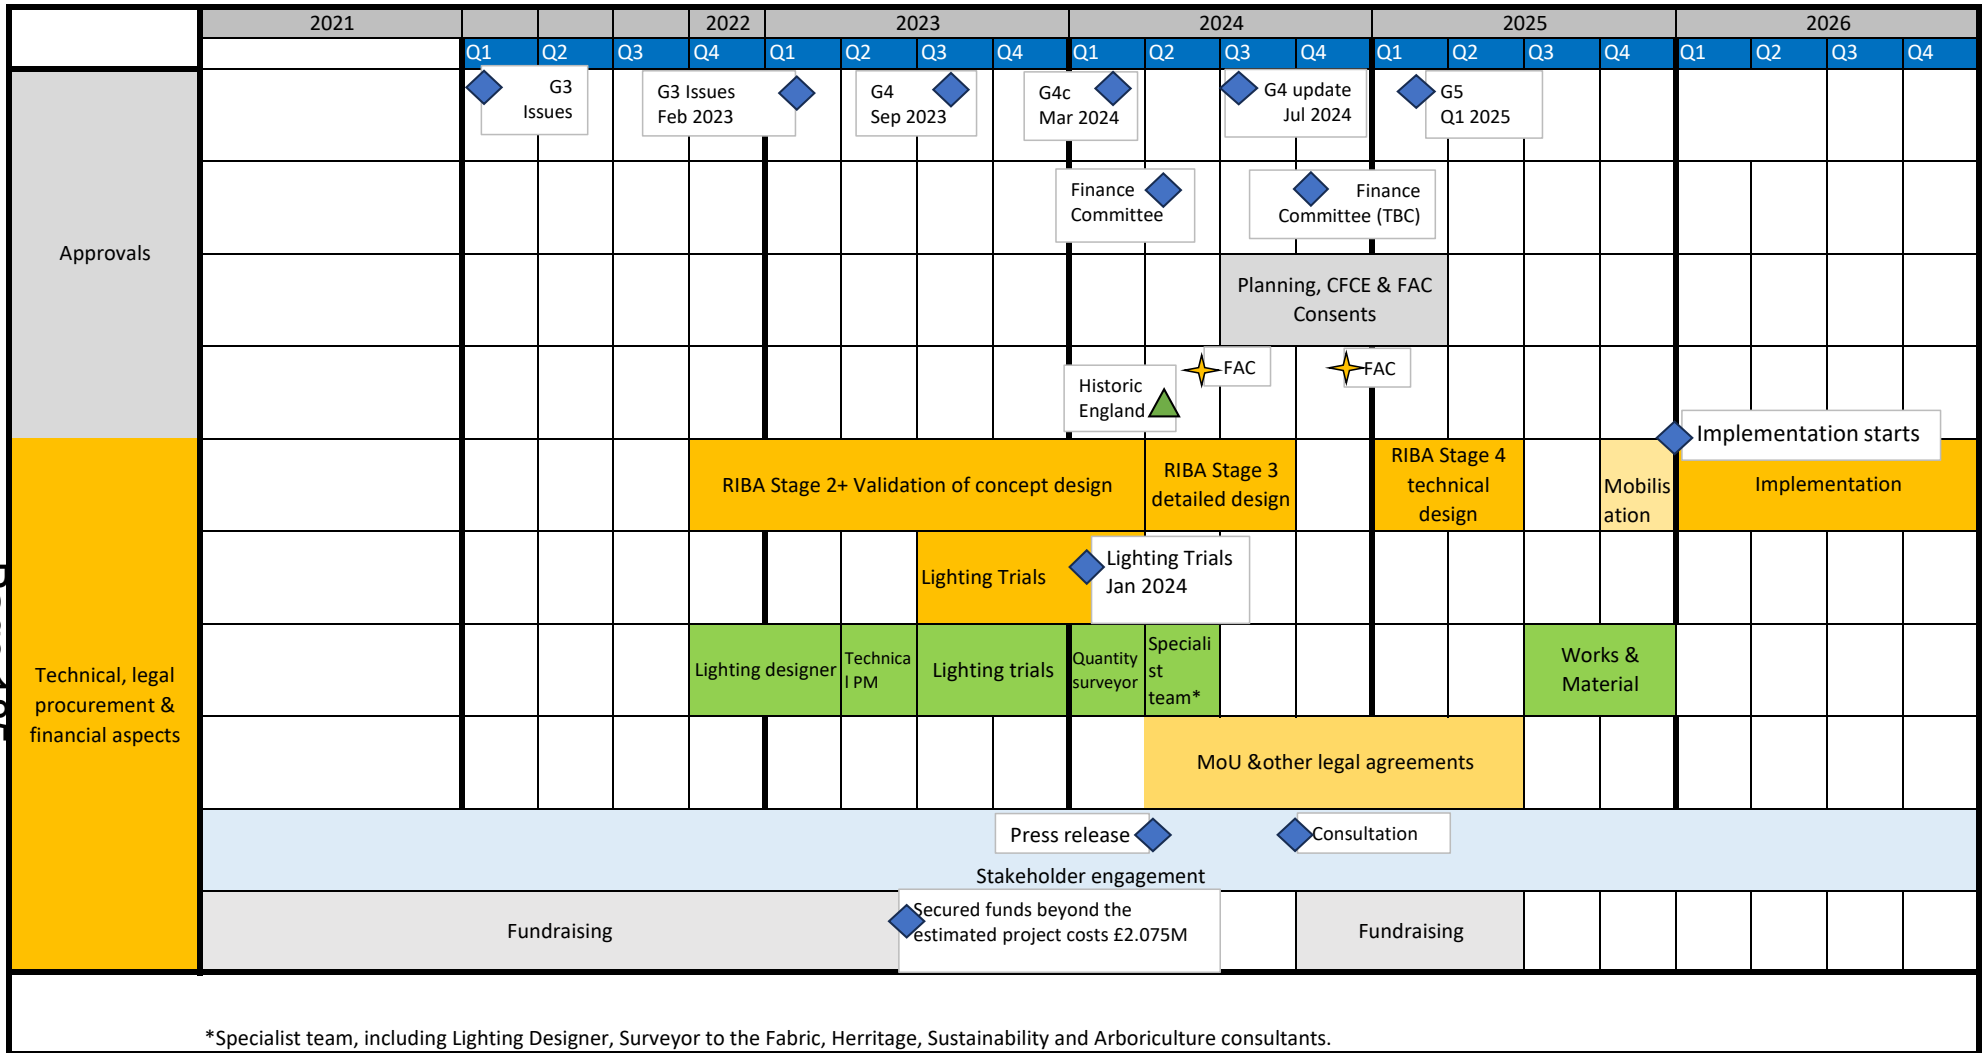 2021 2022 2023 2024 2025 2026
Q1 Q2 Q3 Q4 Q1 Q2 Q3 Q4 Q1 Q2 Q3 Q4 Q1 Q2 Q3 Q4 Q1 Q2 Q3 Q4
Approvals
G3
Issues
G3 Issues
Feb 2023
G4
Sep 2023
G4c
Mar 2024
G4 update
Jul 2024
G5
Q1 2025
Finance
Committee
Finance
Committee (TBC)
Planning, CFCE & FAC
Consents
Historic
England
FAC
FAC
Technical, legal
procurement &
financial aspects
RIBA Stage 2+ Validation of concept design
RIBA Stage 3
detailed design
RIBA Stage 4
technical
design
Mobilis
ation
Implementation starts
Implementation
Lighting Trials
Lighting Trials
Jan 2024
Lighting designer
Technica
l PM
Lighting trials
Quantity
surveyor
Speciali
st
team*
Works &
Material
MoU &other legal agreements
Press release
Consultation
Stakeholder engagement
Fundraising
Secured funds beyond the
estimated project costs £2.075M
Fundraising
*Specialist team, including Lighting Designer, Surveyor to the Fabric, Herritage, Sustainability and Arboriculture consultants.